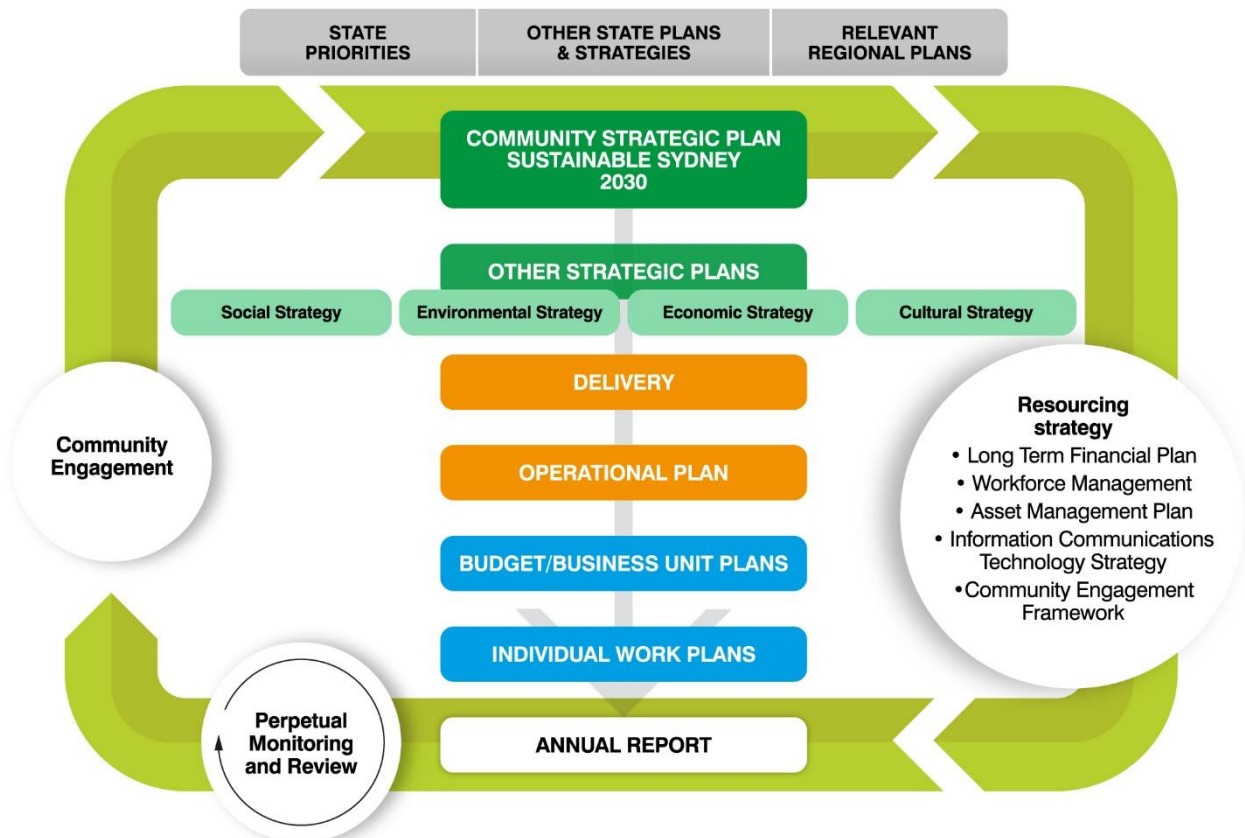 STATE
PRIORITIES
OTHER STATE PLANS
& STRATEGIES
RELEVANT
REGIONAL PLANS
COMMUNITY STRATEGIC PLAN
SUSTAINABLE SYDNEY
2030
OTHER STRATEGIC PLANS
Social Strategy
Environmental Strategy
Economic Strategy
Cultural Strategy
DELIVERY
OPERATIONAL PLAN
BUDGET/BUSINESS UNIT PLANS
INDIVIDUAL WORK PLANS
ANNUAL REPORT
Community
Engagement
Resourcing
strategy
• Long Term Financial Plan
• Workforce Management
• Asset Management Plan
• Information Communications
Technology Strategy
•Community Engagement
Framework
Perpetual
Monitoring
and Review